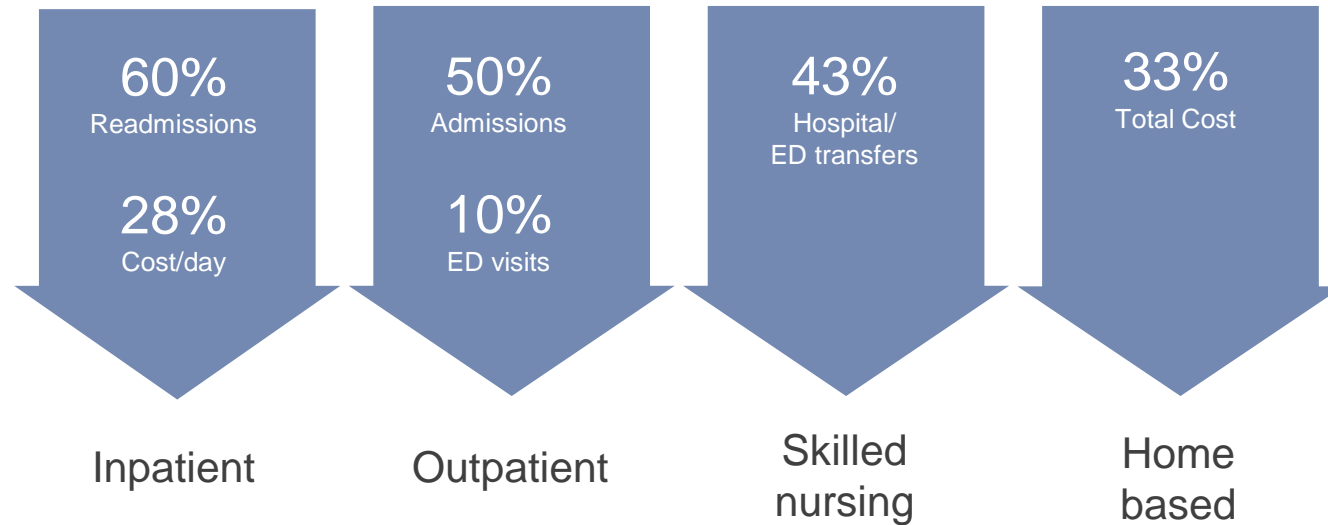 60%
Readmissions
28%
Cost/day
Inpatient
50%
Admissions
10%
ED visits
Outpatient
43%
Hospital/
ED transfers
Skilled
nursing
33%
Total Cost
Home
based